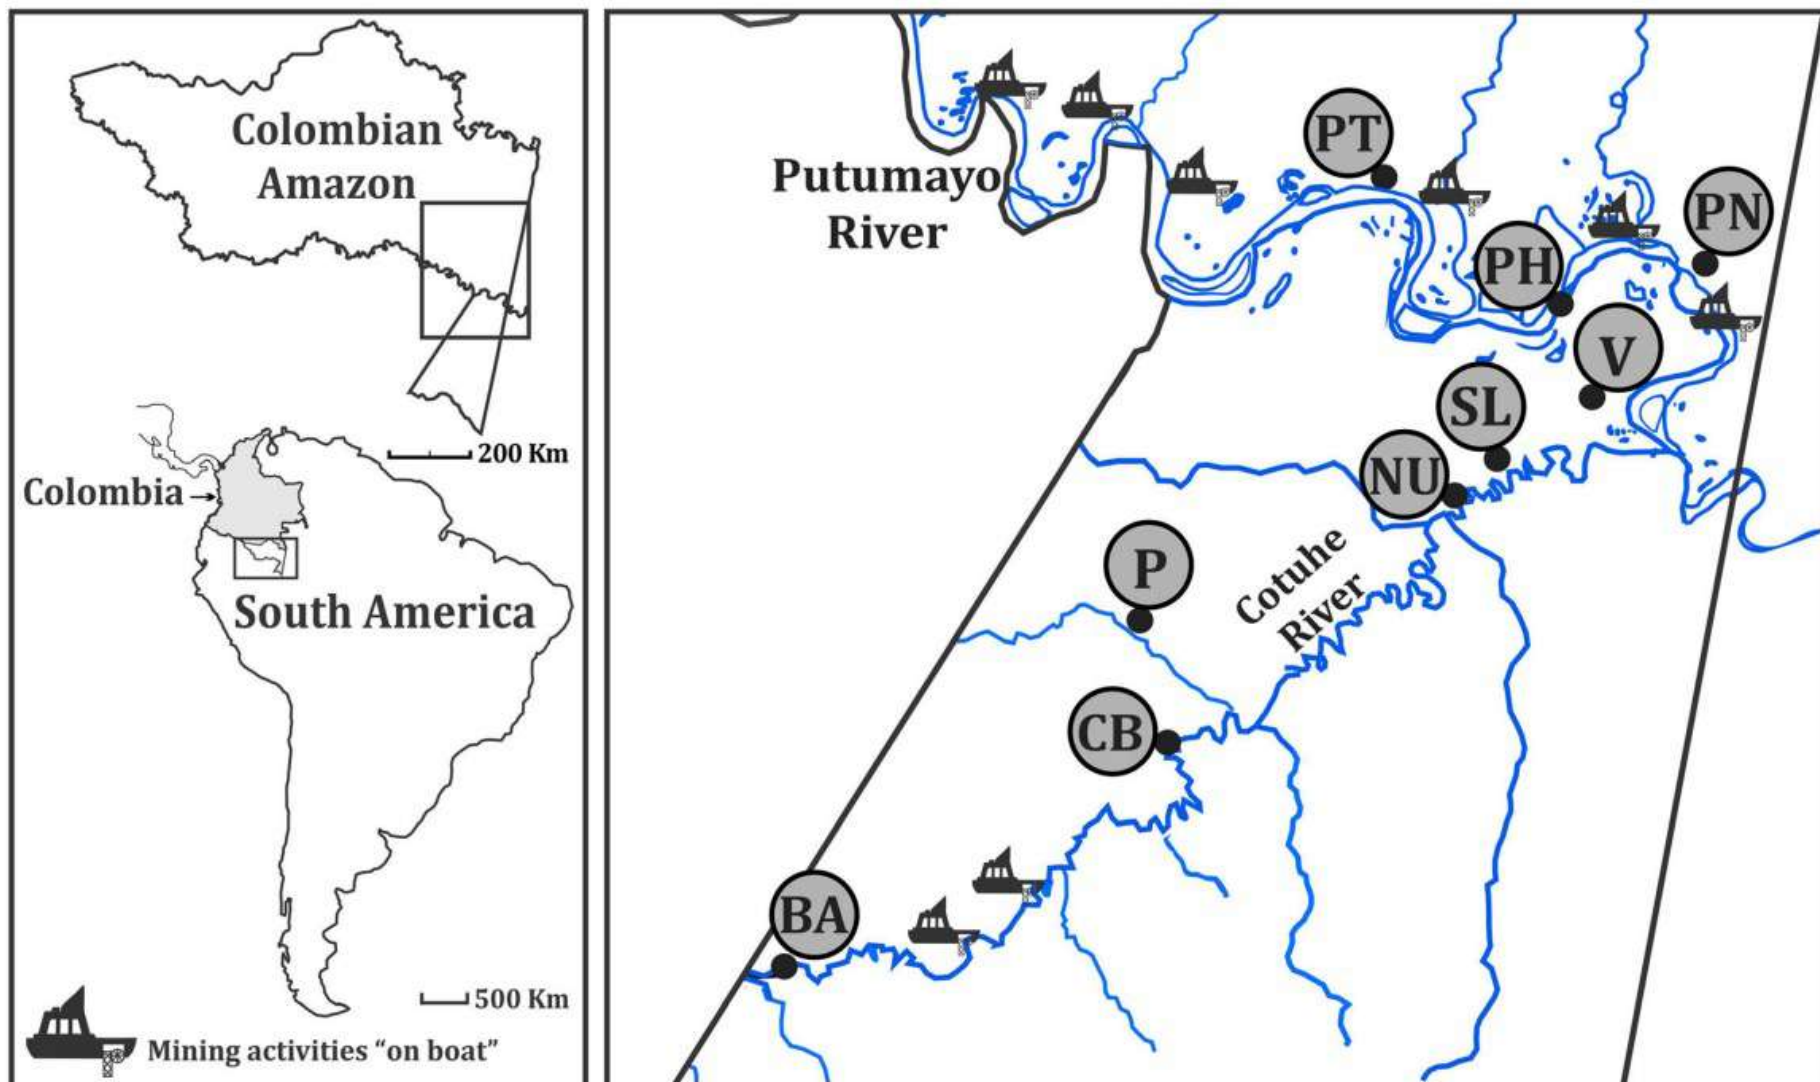 Colombian
Amazon
200 Km
Colombia
South America
500 Km
Mining activities “on boat”
Putumayo
River
PT
PN
PH
V
SL
NU
P
Cotuhe
River
CB
BA